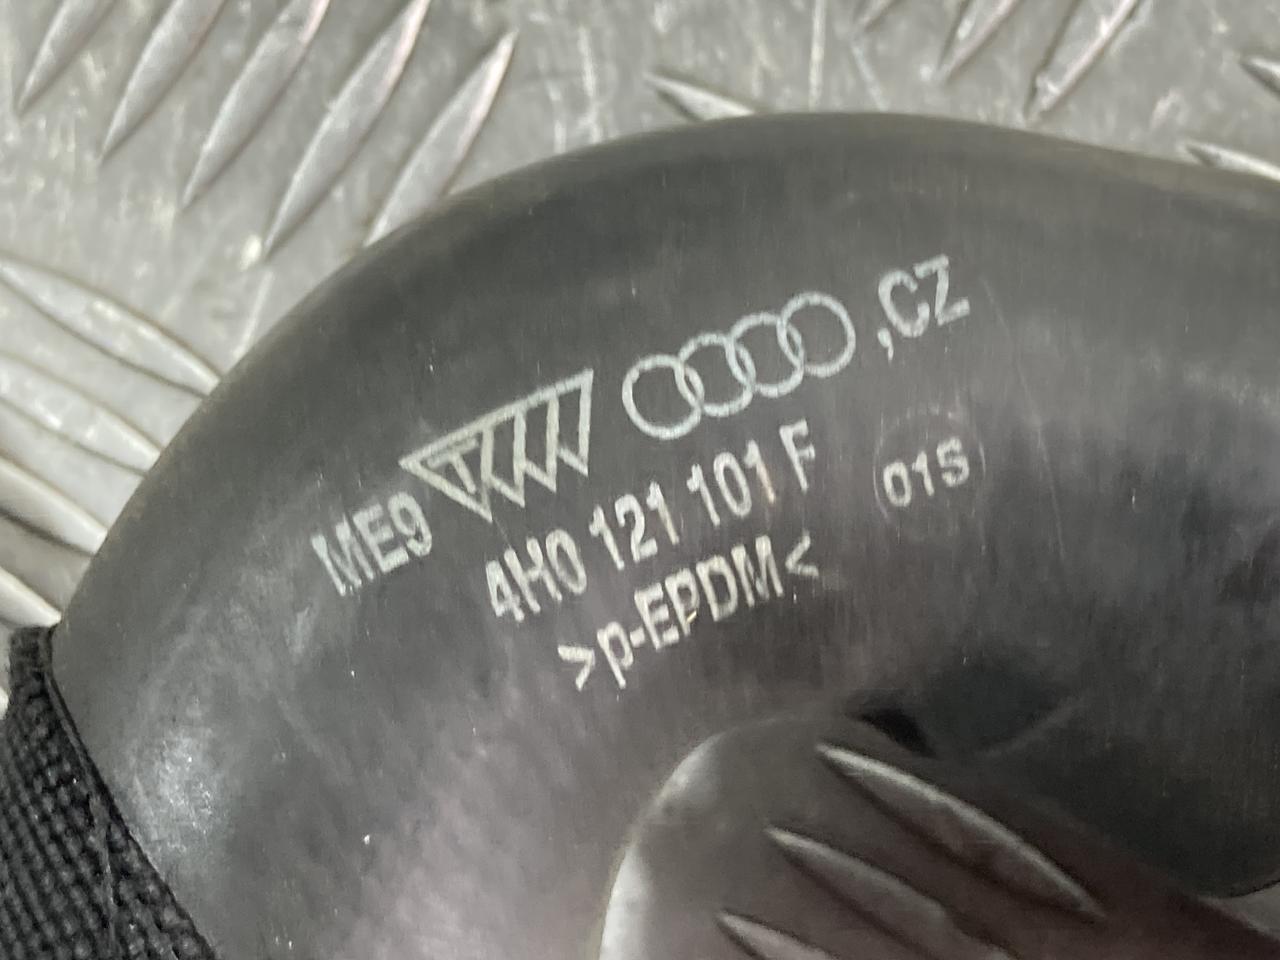 ME9 ,CZ
4H0 121 101 F 01S
>p-EPDM<